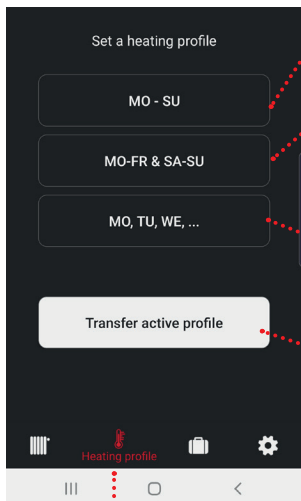 Set a heating profile
MO - SU
MO-FR & SA-SU
MO, TU, WE, ...
Transfer active profile
Heating profile